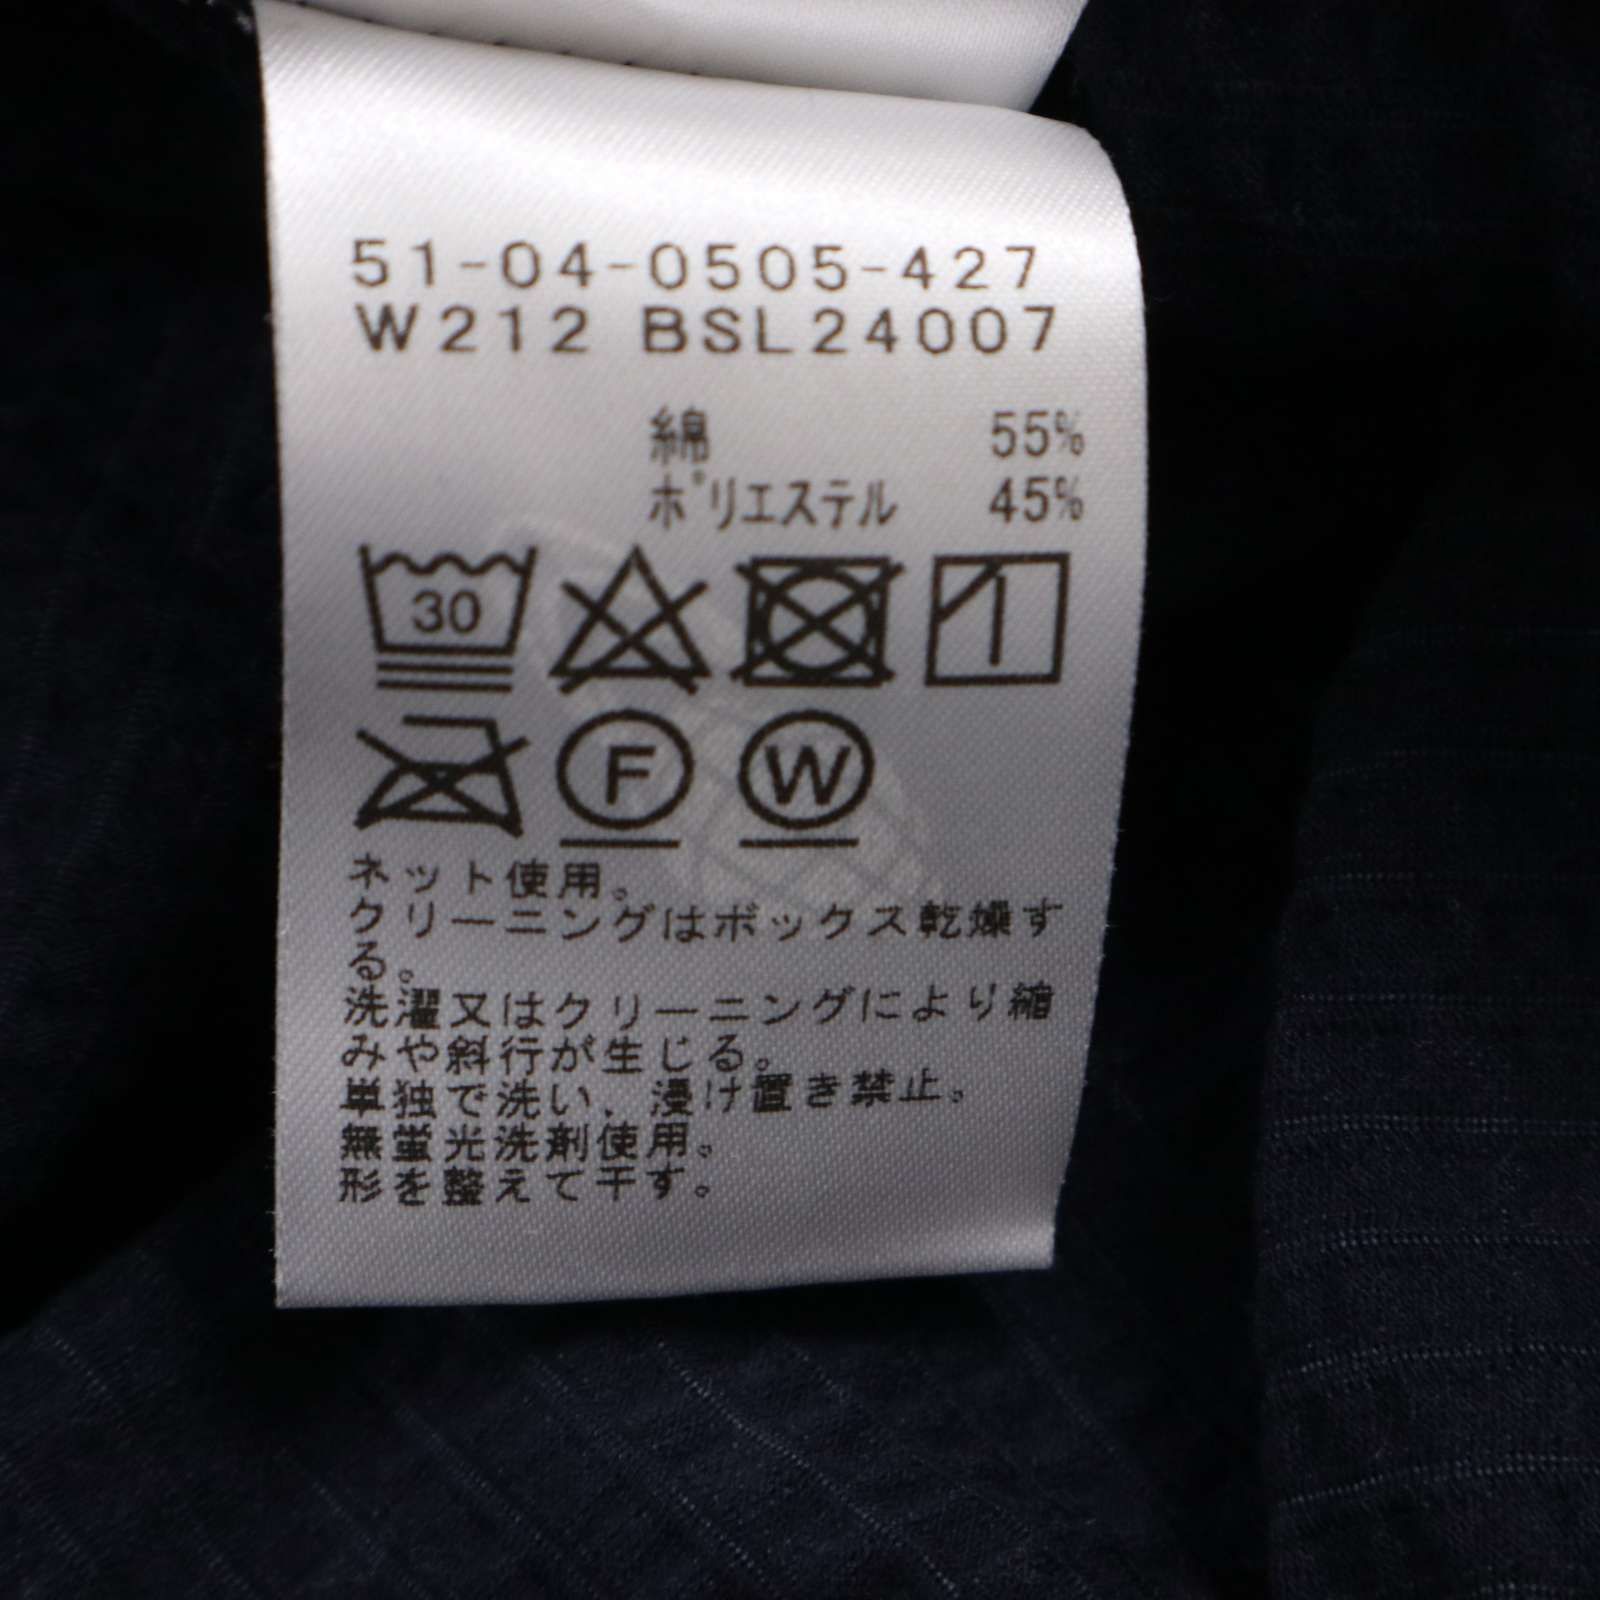 51-04-0505-427
W212 BSL24007
綿 55%
ポリエステル 45%
30
F W
ネット使用。
クリーニングはボックス乾燥す
る。
洗濯又はクリーニングにより縮
みや斜行が生じる。
単独で洗い、浸け置き禁止。
無蛍光洗剤使用。
形を整えて干す。